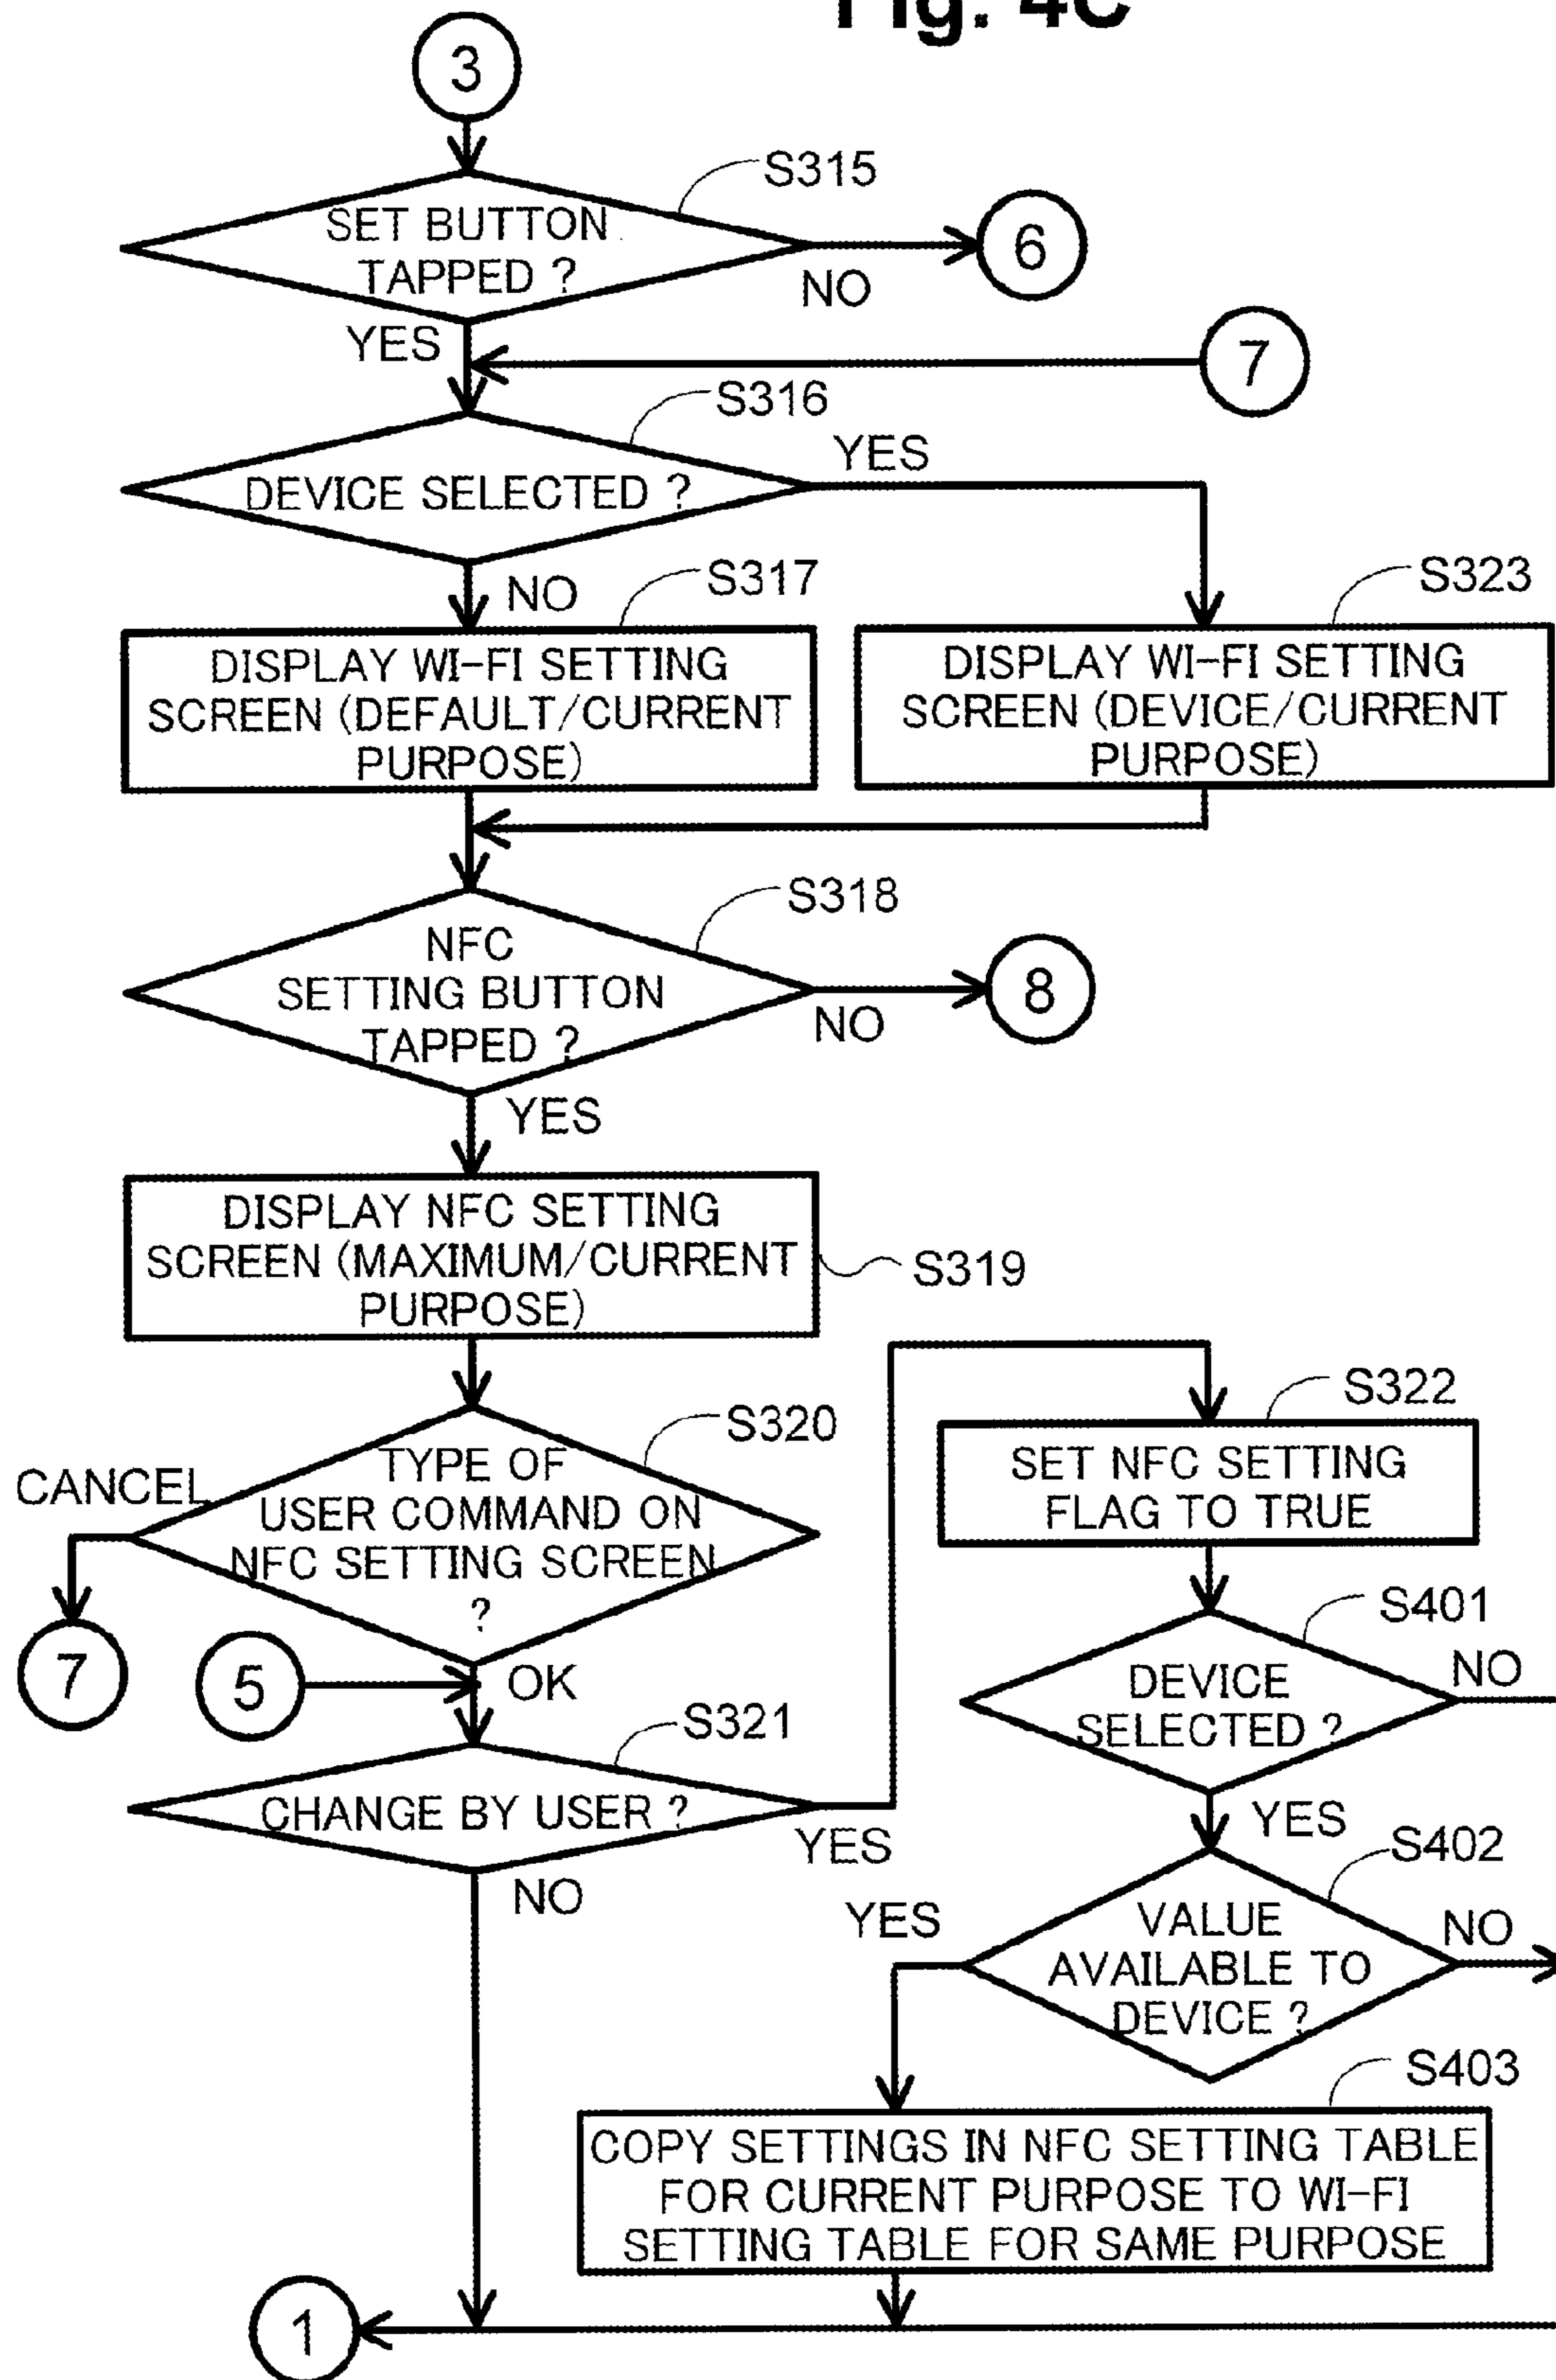 Fig. 4C
3
S315
SET BUTTON
TAPPED ?
NO
6
YES
7
S316
DEVICE SELECTED ?
YES
NO
S317
DISPLAY WI-FI SETTING
SCREEN (DEFAULT/CURRENT
PURPOSE)
S323
DISPLAY WI-FI SETTING
SCREEN (DEVICE/CURRENT
PURPOSE)
S318
NFC
SETTING BUTTON
TAPPED ?
NO
8
YES
DISPLAY NFC SETTING
SCREEN (MAXIMUM/CURRENT
PURPOSE)
S319
S320
TYPE OF
USER COMMAND ON
NFC SETTING SCREEN
?
CANCEL
7
5
OK
S321
CHANGE BY USER ?
YES
NO
S322
SET NFC SETTING
FLAG TO TRUE
S401
DEVICE
SELECTED ?
NO
YES
S402
VALUE
AVAILABLE TO
DEVICE ?
YES
NO
S403
COPY SETTINGS IN NFC SETTING TABLE
FOR CURRENT PURPOSE TO WI-FI
SETTING TABLE FOR SAME PURPOSE
1